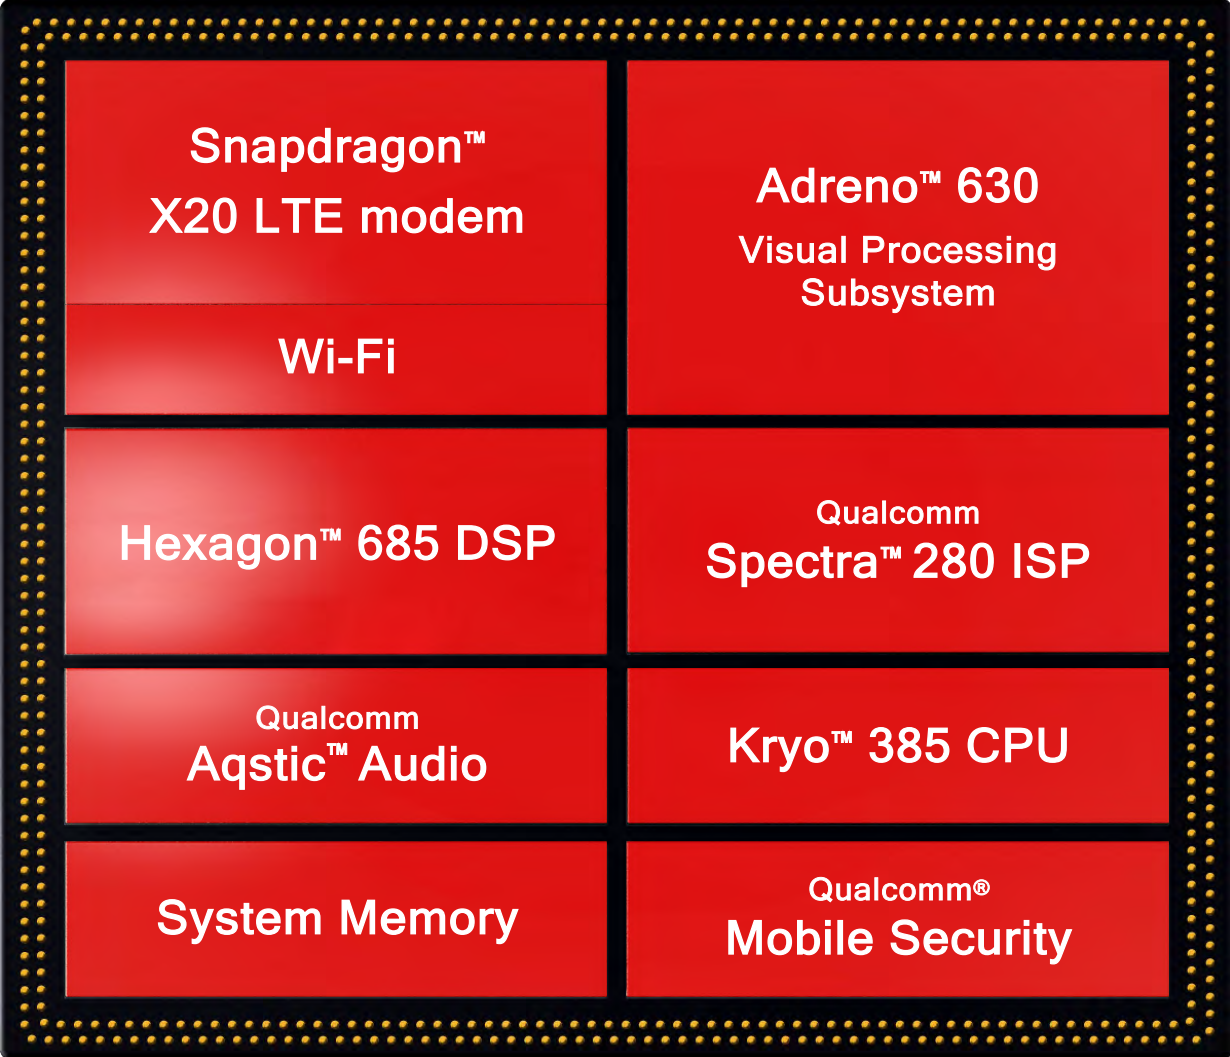 Snapdragon™
X20 LTE modem
Wi-Fi
Adreno™ 630
Visual Processing
Subsystem
Hexagon™ 685 DSP
Qualcomm
Spectra™ 280 ISP
Qualcomm
Aqstic™ Audio
Kryo™ 385 CPU
System Memory
Qualcomm®
Mobile Security